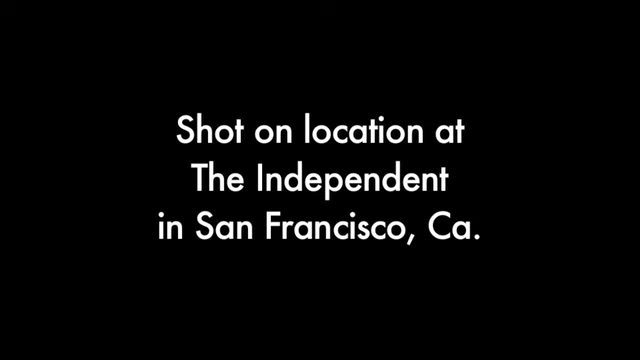 Shot on location at
The Independent
in San Francisco, Ca.